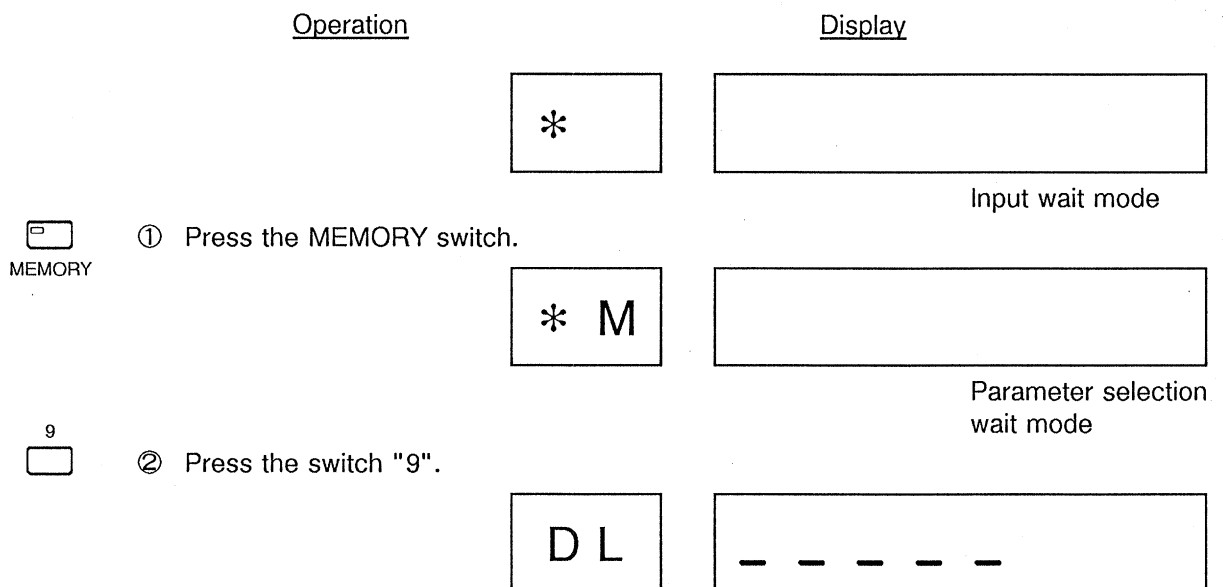 Operation Display
*
Input wait mode
① Press the MEMORY switch.
MEMORY
* M
Parameter selection
wait mode
9
② Press the switch "9".
D L _ _ _ _ _